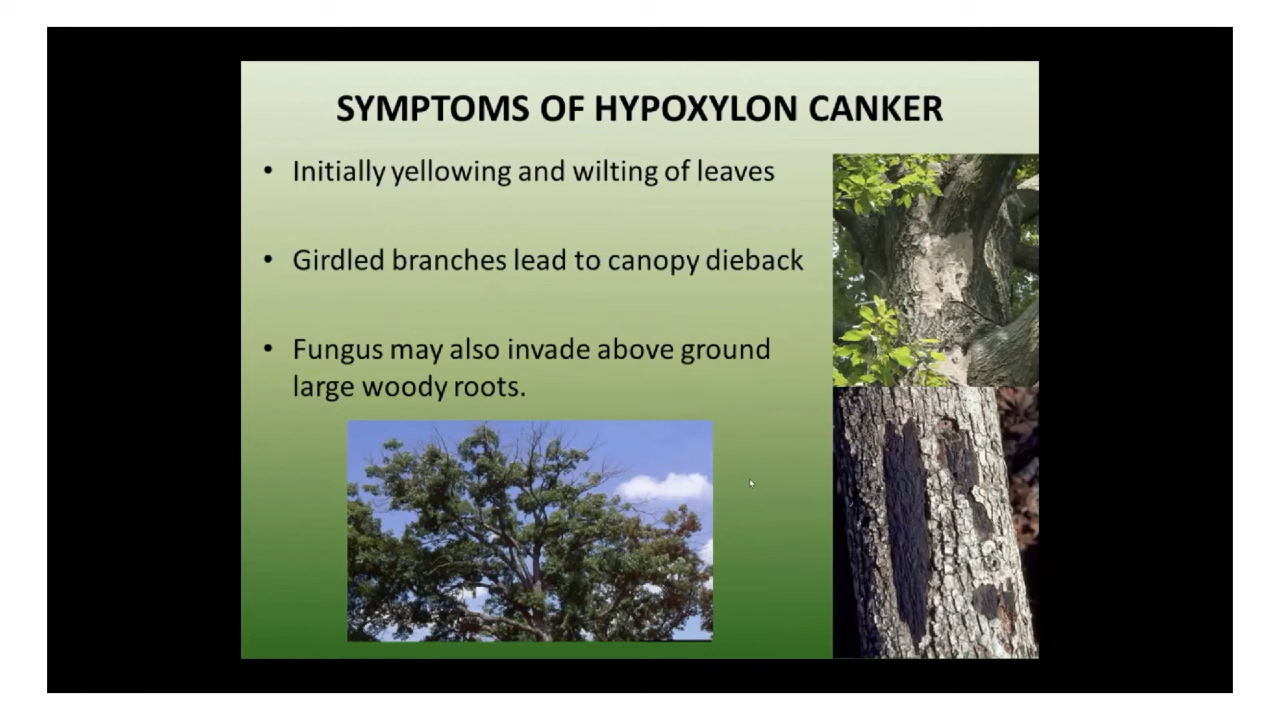 SYMPTOMS OF HYPOXYLON CANKER
• Initially yellowing and wilting of leaves
• Girdled branches lead to canopy dieback
• Fungus may also invade above ground
large woody roots.